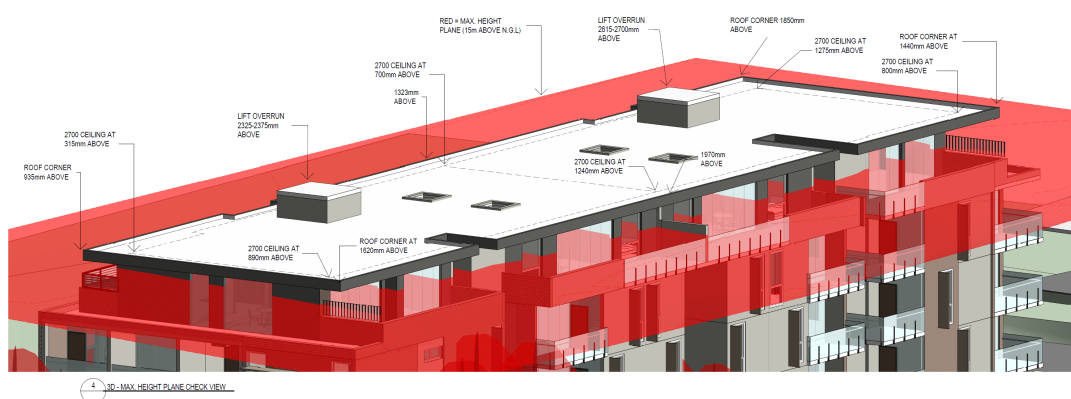 RED = MAX. HEIGHT
PLANE (15m ABOVE N.G.L)
LIFT OVERRUN
2615-2700mm
ABOVE
ROOF CORNER 1850mm
ABOVE
2700 CEILING AT
1275mm ABOVE
ROOF CORNER AT
1440mm ABOVE
2700 CEILING AT
800mm ABOVE
2700 CEILING AT
700mm ABOVE
1323mm
ABOVE
LIFT OVERRUN
2325-2375mm
ABOVE
2700 CEILING AT
315mm ABOVE
ROOF CORNER
935mm ABOVE
2700 CEILING AT
1240mm ABOVE
1970mm
ABOVE
2700 CEILING AT
890mm ABOVE
ROOF CORNER AT
1620mm ABOVE
4
3D - MAX. HEIGHT PLANE CHECK VIEW